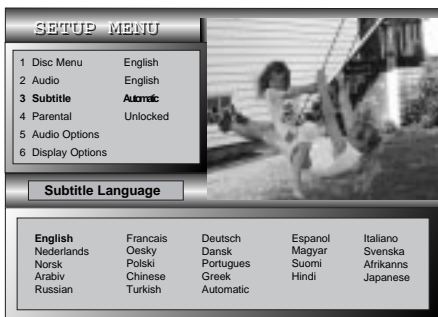 SETUP MENU
1 Disc Menu English
2 Audio English
3 Subtitle Automatic
4 Parental Unlocked
5 Audio Options
6 Display Options
Subtitle Language
English Francais Deutsch Espanol Italiano
Nederlands Oesky Dansk Magyar Svenska
Norsk Polski Portugues Suomi Afrikanns
Arabiv Chinese Greek Hindi Japanese
Russian Turkish Automatic